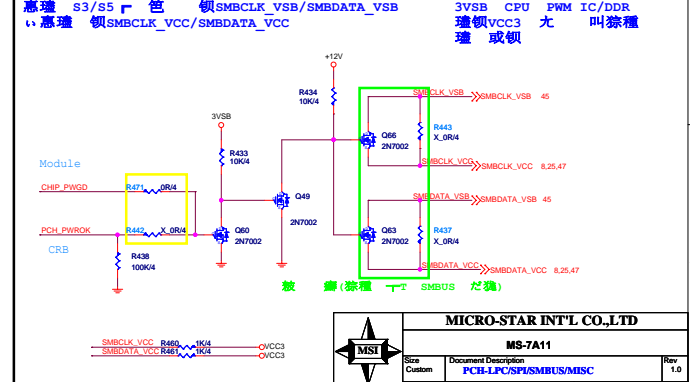 S3/S5 SMBCLK_VSB/SMBDATA_VSB
SMBCLK_VCC/SMBDATA_VCC
3VSB CPU PWM IC/DDR
VCC3
+12V
R434
10K/4
SMBCLK_VSB
SMBCLK_VSB 45
3VSB
Q66
2N7002
R443
X_0R/4
R433
10K/4
Module
SMBCLK_VCC
SMBCLK_VCC 8,25,47
CHIP_PWGD
R471
0R/4
Q49
2N7002
SMBDATA_VSB
SMBDATA_VSB 45
PCH_PWROK
R442
X_0R/4
Q60
2N7002
Q63
2N7002
R437
X_0R/4
CRB
R438
100K/4
SMBDATA_VCC
SMBDATA_VCC 8,25,47
SMBUS
SMBCLK_VCC R460 1K/4 VCC3
SMBDATA_VCC R461 1K/4 VCC3
MSI
MICRO-STAR INT'L CO.,LTD
MS-7A11
Size
Custom
Document Description
PCH-LPC/SPI/SMBUS/MISC
Rev
1.0